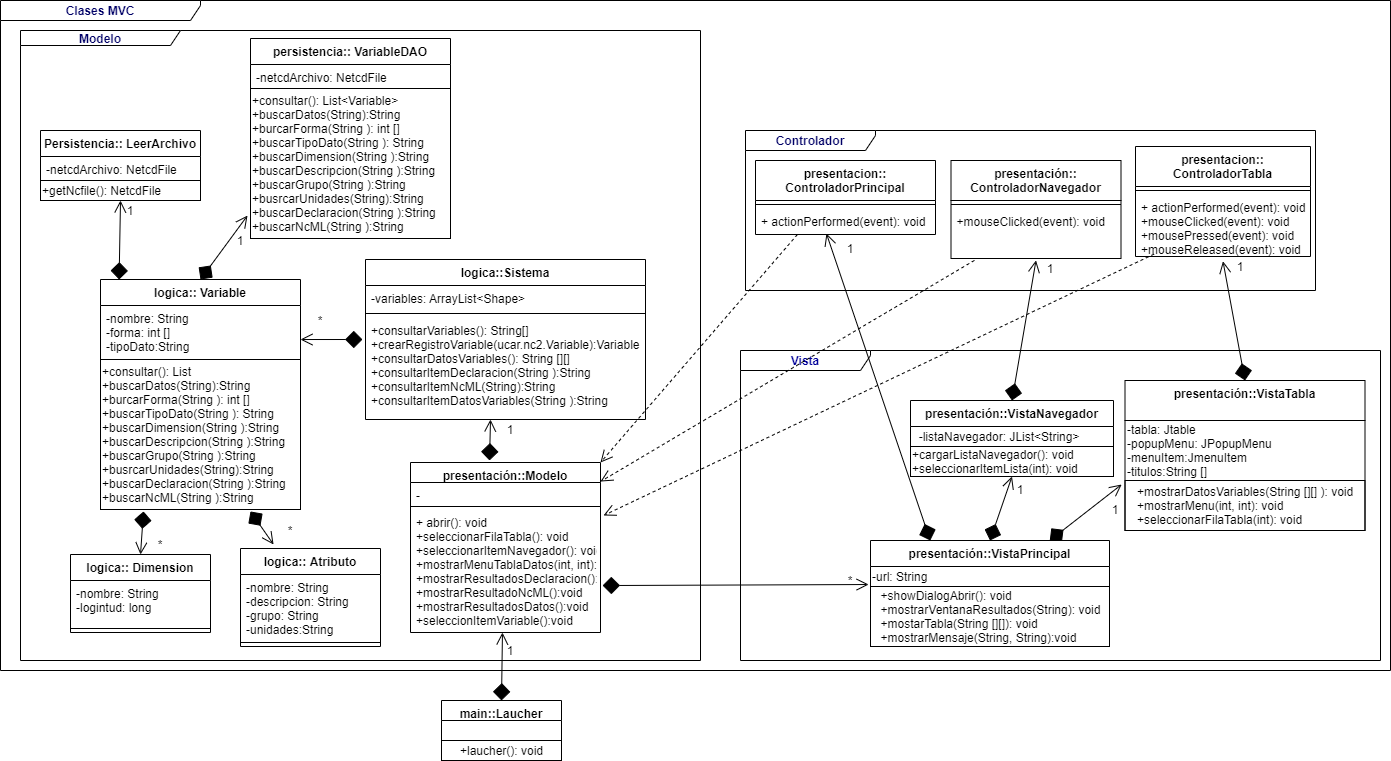 Clases MVC
Modelo
persistencia:: VariableDAO
-netcdArchivo: NetcdFile
+consultar(): List<Variable>
+buscarDatos(String):String
+burcarForma(String ): int []
+buscarTipoDato(String ): String
+buscarDimension(String ):String
+buscarDescripcion(String ):String
+buscarGrupo(String ):String
+busrcarUnidades(String):String
+buscarDeclaracion(String ):String
+buscarNcML(String ):String
Persistencia:: LeerArchivo
-netcdArchivo: NetcdFile
+getNcfile(): NetcdFile
1
1
logica:: Variable
-nombre: String
-forma: int []
-tipoDato:String
+consultar(): List
+buscarDatos(String):String
+burcarForma(String ): int []
+buscarTipoDato(String ): String
+buscarDimension(String ):String
+buscarDescripcion(String ):String
+buscarGrupo(String ):String
+busrcarUnidades(String):String
+buscarDeclaracion(String ):String
+buscarNcML(String ):String
*
logica::Sistema
-variables: ArrayList<Shape>
+consultarVariables(): String[]
+crearRegistroVariable(ucar.nc2.Variable):Variable
+consultarDatosVariables(): String [][]
+consultarItemDeclaracion(String ):String
+consultarItemNcML(String):String
+consultarItemDatosVariables(String ):String
1
*
*
logica:: Dimension
-nombre: String
-logintud: long
logica:: Atributo
-nombre: String
-descripcion: String
-grupo: String
-unidades:String
presentación::Modelo
-
+ abrir(): void
+seleccionarFilaTabla(): void
+seleccionarItemNavegador(): voi
+mostrarMenuTablaDatos(int, int):
+mostrarResultadosDeclaracion():
+mostrarResultadoNcML():void
+mostrarResultadosDatos():void
+seleccionItemVariable():void
*
1
main::Laucher
+laucher(): void
Controlador
presentacion::
ControladorPrincipal
+ actionPerformed(event): void
presentación::
ControladorNavegador
+mouseClicked(event): void
presentacion::
ControladorTabla
+ actionPerformed(event): void
+mouseClicked(event): void
+mousePressed(event): void
+mouseReleased(event): void
1
1
1
Vista
presentación::VistaNavegador
-listaNavegador: JList<String>
+cargarListaNavegador(): void
+seleccionarItemLista(int): void
presentación::VistaTabla
-tabla: Jtable
-popupMenu: JPopupMenu
-menuItem:JmenuItem
-titulos:String []
+mostrarDatosVariables(String [][] ): void
+mostrarMenu(int, int): void
+seleccionarFilaTabla(int): void
1
1
presentación::VistaPrincipal
-url: String
+showDialogAbrir(): void
+mostrarVentanaResultados(String): void
+mostarTabla(String [][]): void
+mostrarMensaje(String, String):void